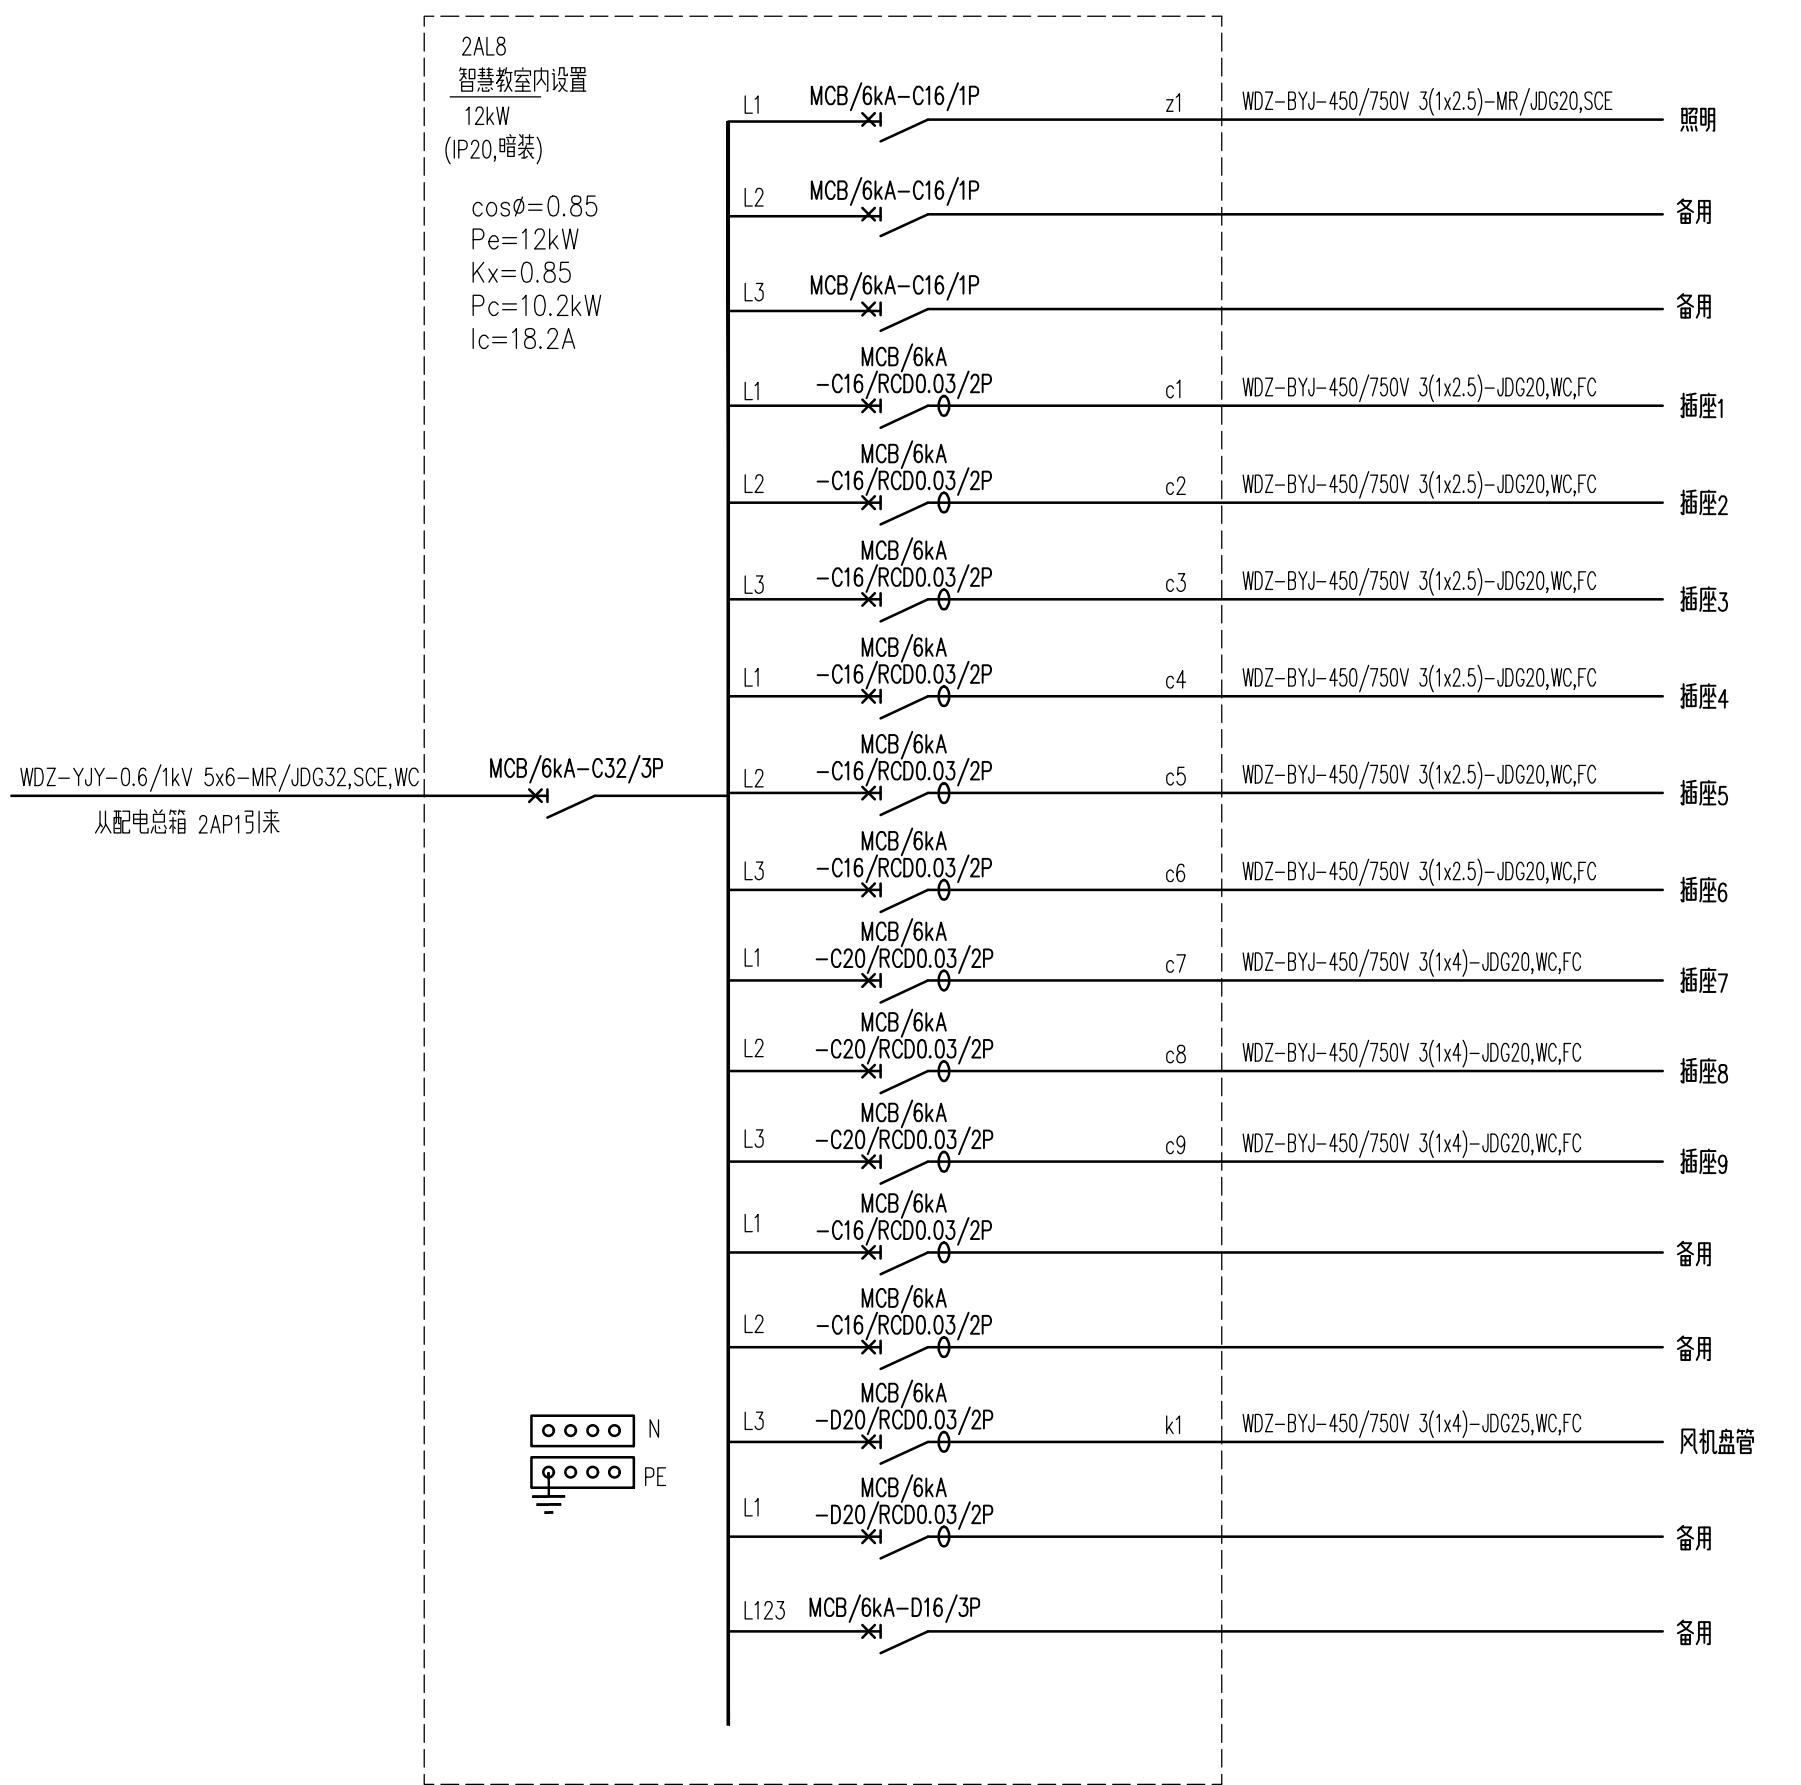 2AL8
智慧教室内设置
12kW
(IP20,暗装)
cosø=0.85
Pe=12kW
Kx=0.85
Pc=10.2kW
Ic=18.2A
WDZ-YJY-0.6/1kV 5x6-MR/JDG32,SCE,WC
从配电总箱 2AP1引来
MCB/6kA-C32/3P
L1 MCB/6kA-C16/1P z1 WDZ-BYJ-450/750V 3(1x2.5)-MR/JDG20,SCE 照明
L2 MCB/6kA-C16/1P 备用
L3 MCB/6kA-C16/1P 备用
MCB/6kA
L1 -C16/RCD0.03/2P c1 WDZ-BYJ-450/750V 3(1x2.5)-JDG20,WC,FC 插座1
MCB/6kA
L2 -C16/RCD0.03/2P c2 WDZ-BYJ-450/750V 3(1x2.5)-JDG20,WC,FC 插座2
MCB/6kA
L3 -C16/RCD0.03/2P c3 WDZ-BYJ-450/750V 3(1x2.5)-JDG20,WC,FC 插座3
MCB/6kA
L1 -C16/RCD0.03/2P c4 WDZ-BYJ-450/750V 3(1x2.5)-JDG20,WC,FC 插座4
MCB/6kA
L2 -C16/RCD0.03/2P c5 WDZ-BYJ-450/750V 3(1x2.5)-JDG20,WC,FC 插座5
MCB/6kA
L3 -C16/RCD0.03/2P c6 WDZ-BYJ-450/750V 3(1x2.5)-JDG20,WC,FC 插座6
MCB/6kA
L1 -C20/RCD0.03/2P c7 WDZ-BYJ-450/750V 3(1x4)-JDG20,WC,FC 插座7
MCB/6kA
L2 -C20/RCD0.03/2P c8 WDZ-BYJ-450/750V 3(1x4)-JDG20,WC,FC 插座8
MCB/6kA
L3 -C20/RCD0.03/2P c9 WDZ-BYJ-450/750V 3(1x4)-JDG20,WC,FC 插座9
MCB/6kA
L1 -C16/RCD0.03/2P 备用
MCB/6kA
L2 -C16/RCD0.03/2P 备用
MCB/6kA
L3 -D20/RCD0.03/2P k1 WDZ-BYJ-450/750V 3(1x4)-JDG25,WC,FC 风机盘管
MCB/6kA
L1 -D20/RCD0.03/2P 备用
L123 MCB/6kA-D16/3P 备用
N
PE